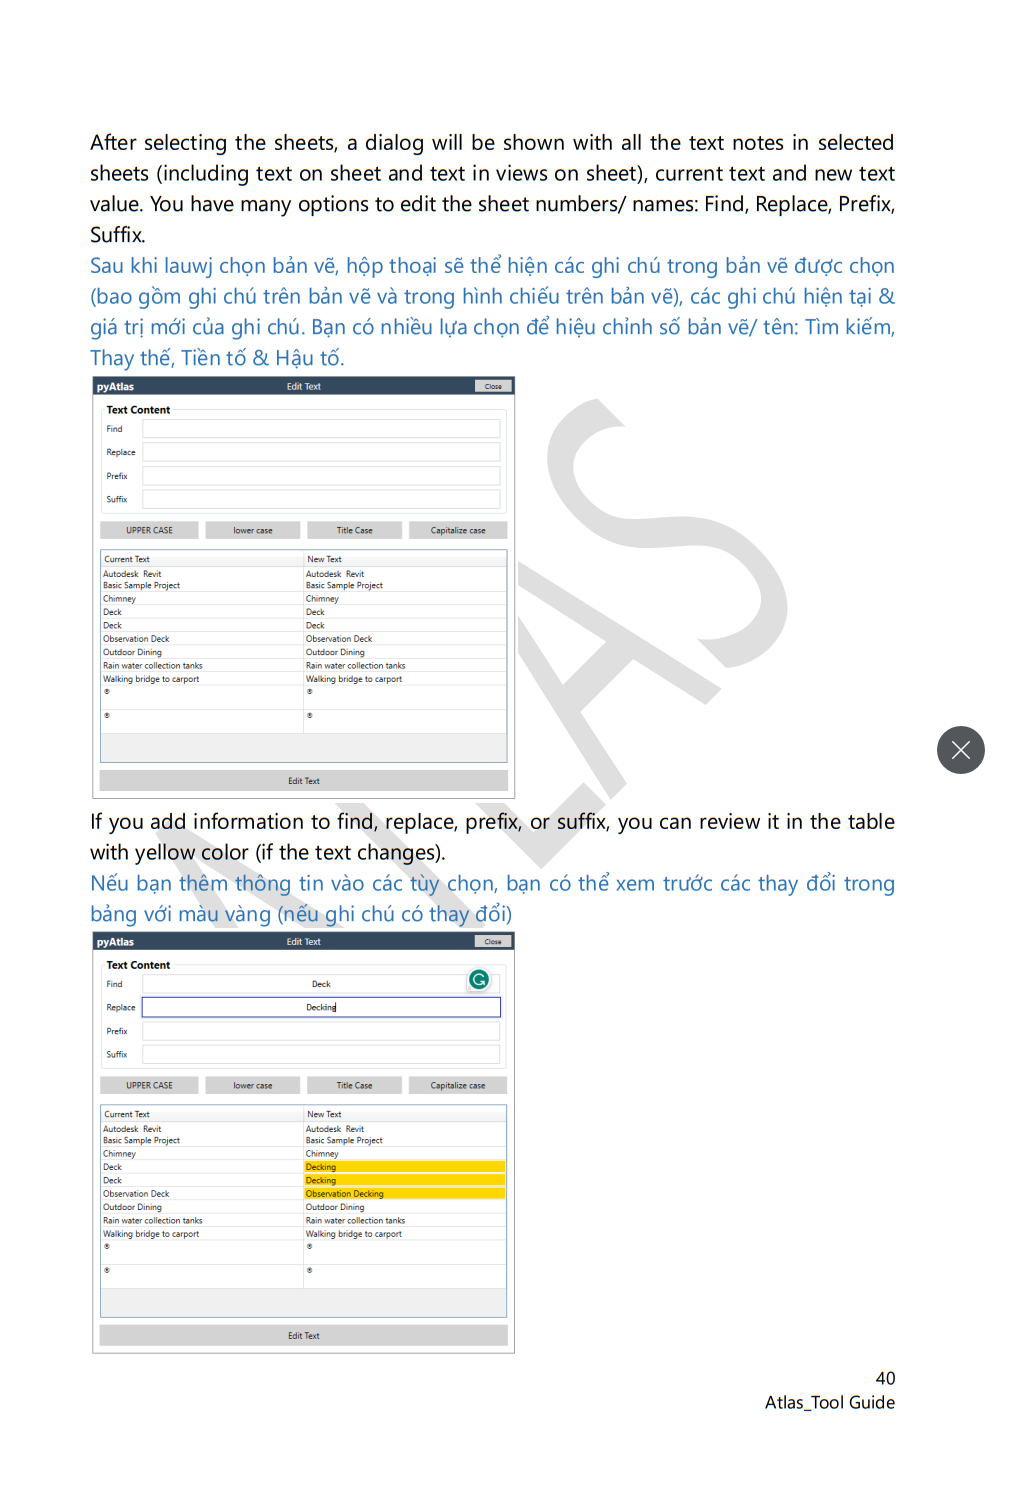 After selecting the sheets, a dialog will be shown with all the text notes in selected
sheets (including text on sheet and text in views on sheet), current text and new text
value. You have many options to edit the sheet numbers/ names: Find, Replace, Prefix,
Suffix.
Sau khi lauwj chọn bản vẽ, hộp thoại sẽ thể hiện các ghi chú trong bản vẽ được chọn
(bao gồm ghi chú trên bản vẽ và trong hình chiếu trên bản vẽ), các ghi chú hiện tại &
giá trị mới của ghi chú. Bạn có nhiều lựa chọn để hiệu chỉnh số bản vẽ/ tên: Tìm kiếm,
Thay thế, Tiền tố & Hậu tố.
pyAtlas Edit Text Close
Text Content
Find
Replace
Prefix
Suffix
UPPER CASE lower case Title Case Capitalize case
Current Text New Text
Autodesk Revit Autodesk Revit
Basic Sample Project Basic Sample Project
Chimney Chimney
Deck Deck
Deck Deck
Observation Deck Observation Deck
Outdoor Dining Outdoor Dining
Rain water collection tanks Rain water collection tanks
Walking bridge to carport Walking bridge to carport
® ®
® ®
Edit Text
ATLAS
If you add information to find, replace, prefix, or suffix, you can review it in the table
with yellow color (if the text changes).
Nếu bạn thêm thông tin vào các tùy chọn, bạn có thể xem trước các thay đổi trong
bảng với màu vàng (nếu ghi chú có thay đổi)
pyAtlas Edit Text Close
Text Content
Find Deck
Replace Decking
Prefix
Suffix
UPPER CASE lower case Title Case Capitalize case
Current Text New Text
Autodesk Revit Autodesk Revit
Basic Sample Project Basic Sample Project
Chimney Chimney
Deck Decking
Deck Decking
Observation Deck Observation Decking
Outdoor Dining Outdoor Dining
Rain water collection tanks Rain water collection tanks
Walking bridge to carport Walking bridge to carport
® ®
® ®
Edit Text
40
Atlas_Tool Guide